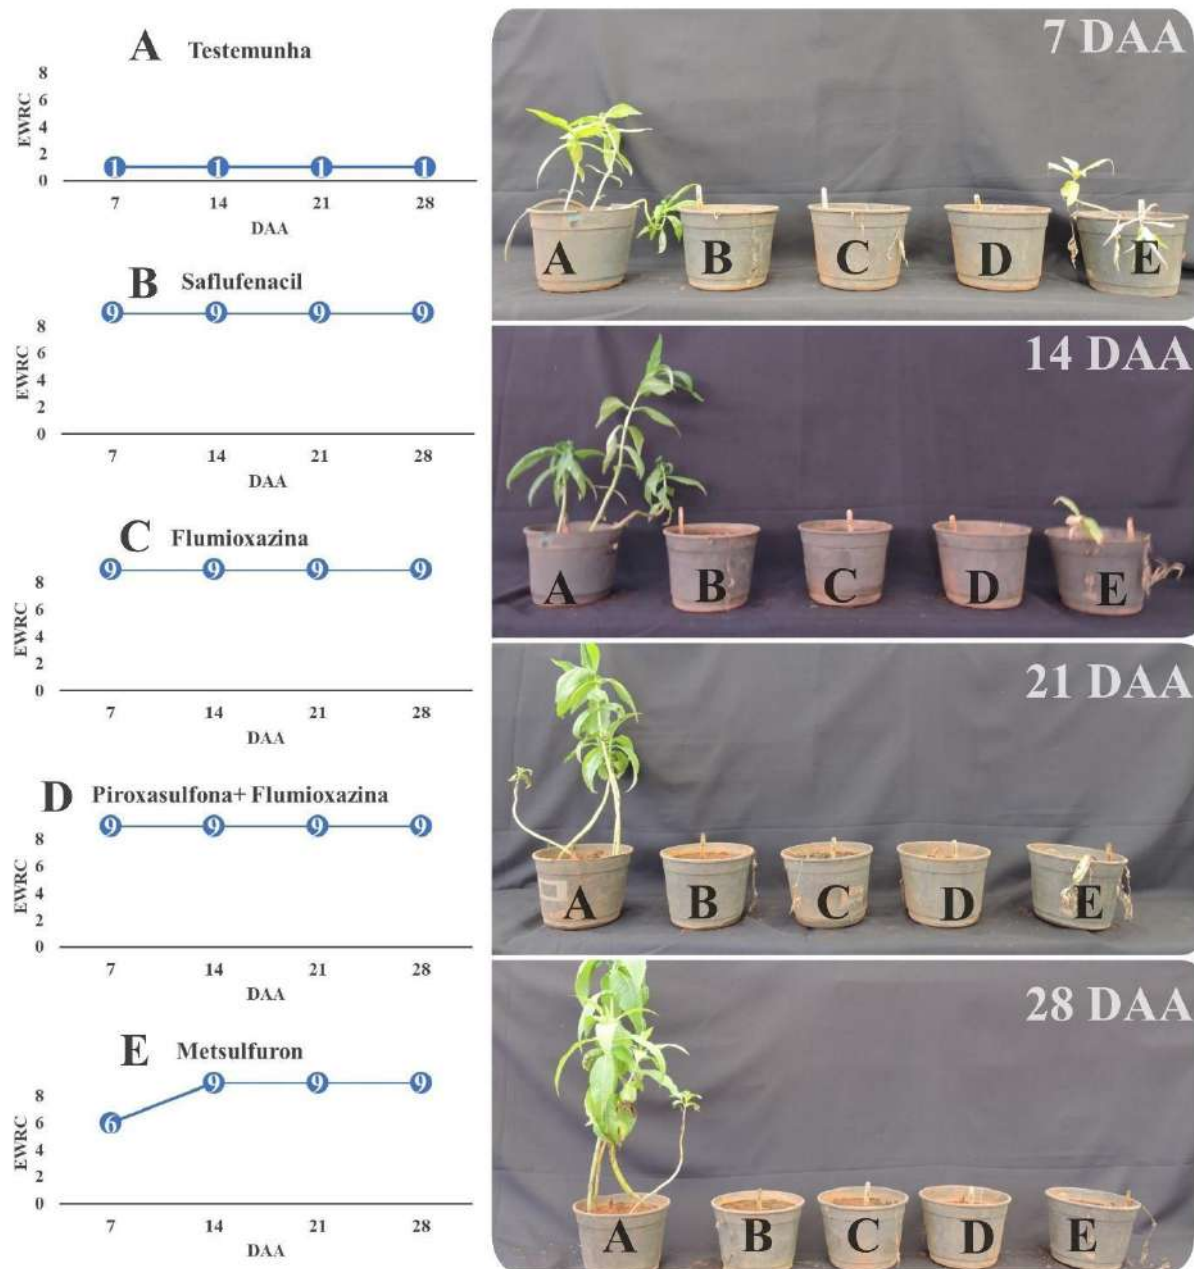 A Testemunha
EWRC
8
6
4
2
0
1 1 1 1
7 14 21 28
DAA
B Saflufenacil
EWRC
9 9 9 9
8
6
4
2
0
7 14 21 28
DAA
C Flumioxazina
EWRC
9 9 9 9
8
6
4
2
0
7 14 21 28
DAA
D Piroxasulfona+ Flumioxazina
EWRC
9 9 9 9
8
6
4
2
0
7 14 21 28
DAA
E Metsulfuron
EWRC
9 9 9
8
6
6
4
2
0
7 14 21 28
DAA
7 DAA
A B C D E
14 DAA
A B C D E
21 DAA
A B C D E
28 DAA
A B C D E